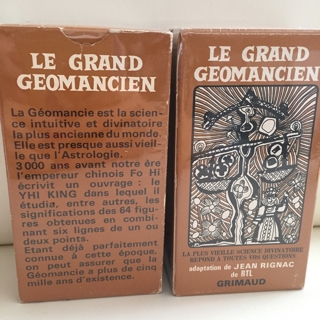 LE GRAND
GEOMANCIEN
La Géomancie est la scien-
ce intuitive et divinatoire
la plus ancienne du monde.
Elle est presque aussi vieil-
le que l'Astrologie.
3 000 ans avant notre ère
l'empereur chinois Fo Hi
écrivit un ouvrage : le
YHI KING dans lequel il
étudia, entre autres, les
significations des 64 figu-
res obtenues en combi-
nant six lignes de un ou
deux points.
Etant déjà parfaitement
connue à cette époque,
on peut assurer que la
Géomancie a plus de cinq
mille ans d'existence.
LE GRAND
GEOMANCIEN
LA PLUS VIEILLE SCIENCE DIVINATOIRE
REPOND A TOUTES VOS QUESTIONS
adaptation de JEAN RIGNAC
de RTL
GRIMAUD